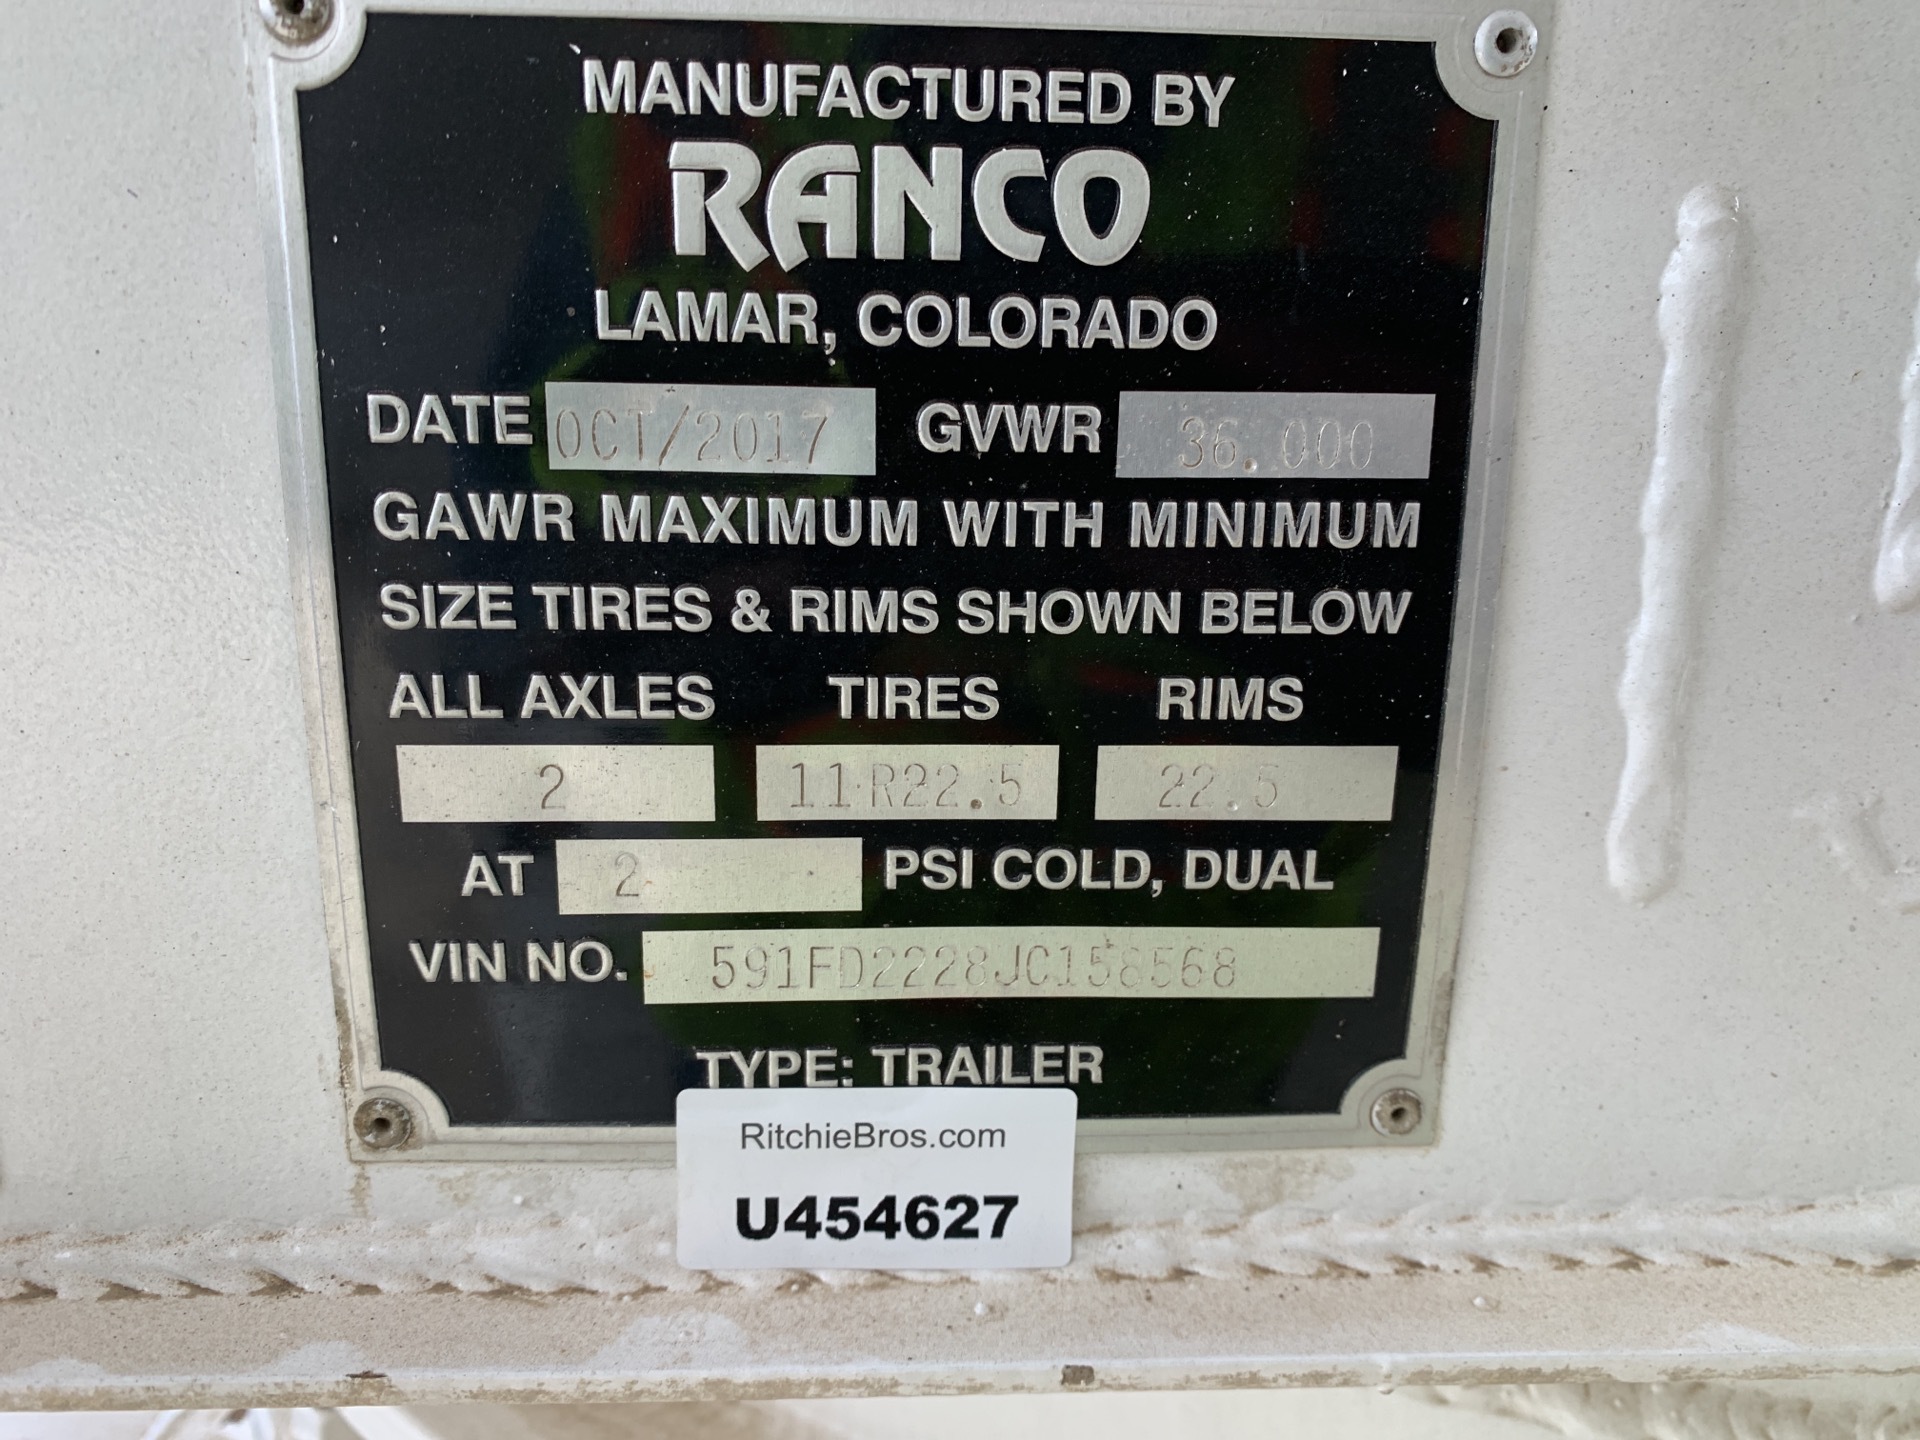 MANUFACTURED BY
RANCO
LAMAR, COLORADO
DATE OCT/2017 GVWR 36.000
GAWR MAXIMUM WITH MINIMUM
SIZE TIRES & RIMS SHOWN BELOW
ALL AXLES TIRES RIMS
2 11R22.5 22.5
AT 2 PSI COLD, DUAL
VIN NO. 591FD2228JC158568
TYPE: TRAILER
RitchieBros.com
U454627